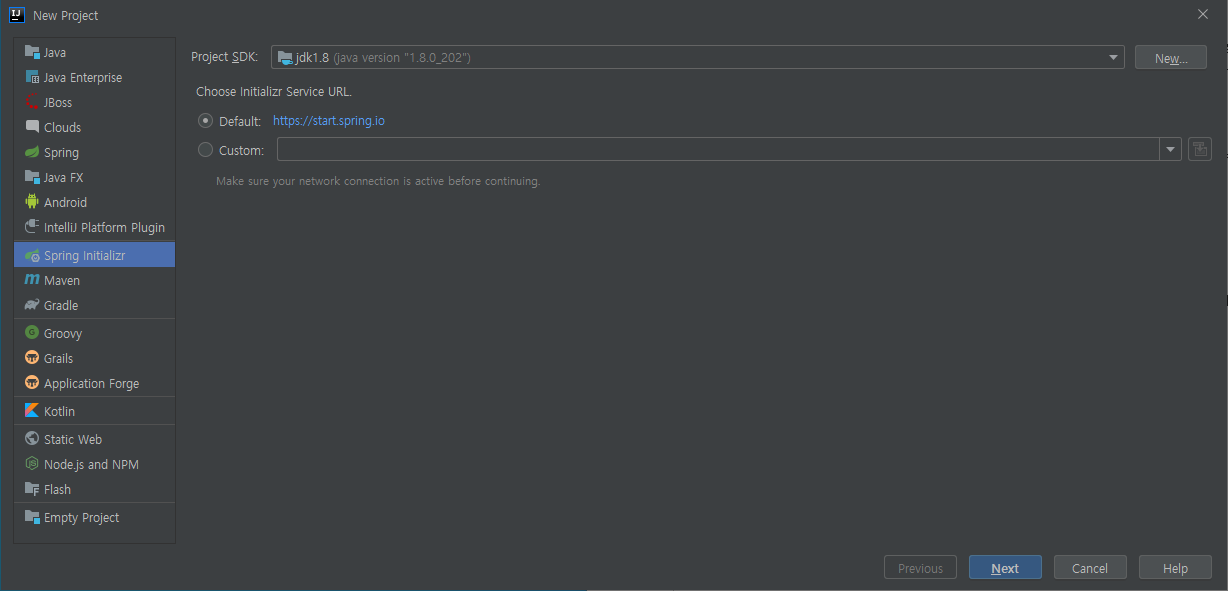 New Project
Java
Java Enterprise
JBoss
Clouds
Spring
Java FX
Android
IntelliJ Platform Plugin
Spring Initializr
Maven
Gradle
Groovy
Grails
Application Forge
Kotlin
Static Web
Node.js and NPM
Flash
Empty Project
Project SDK: jdk1.8 (java version "1.8.0_202") New...
Choose Initializr Service URL.
Default: https://start.spring.io
Custom:
Make sure your network connection is active before continuing.
Previous Next Cancel Help